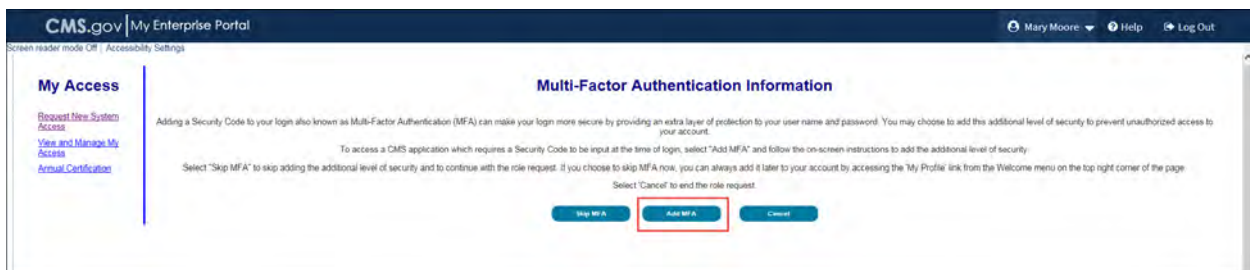 CMS.gov My Enterprise Portal
Mary Moore Help Log Out
Screen reader mode Off | Accessibility Settings
My Access
Request New System
Access
View and Manage My
Access
Annual Certification
Multi-Factor Authentication Information
Adding a Security Code to your login also known as Multi-Factor Authentication (MFA) can make your login more secure by providing an extra layer of protection to your user name and password. You may choose to add this additional level of security to prevent unauthorized access to
your account.
To access a CMS application which requires a Security Code to be input at the time of login, select "Add MFA" and follow the on-screen instructions to add the additional level of security
Select "Skip MFA" to skip adding the additional level of security and to continue with the role request. If you choose to skip MFA now, you can always add it later to your account by accessing the 'My Profile' link from the Welcome menu on the top right corner of the page
Select 'Cancel' to end the role request.
Skip MFA Add MFA Cancel